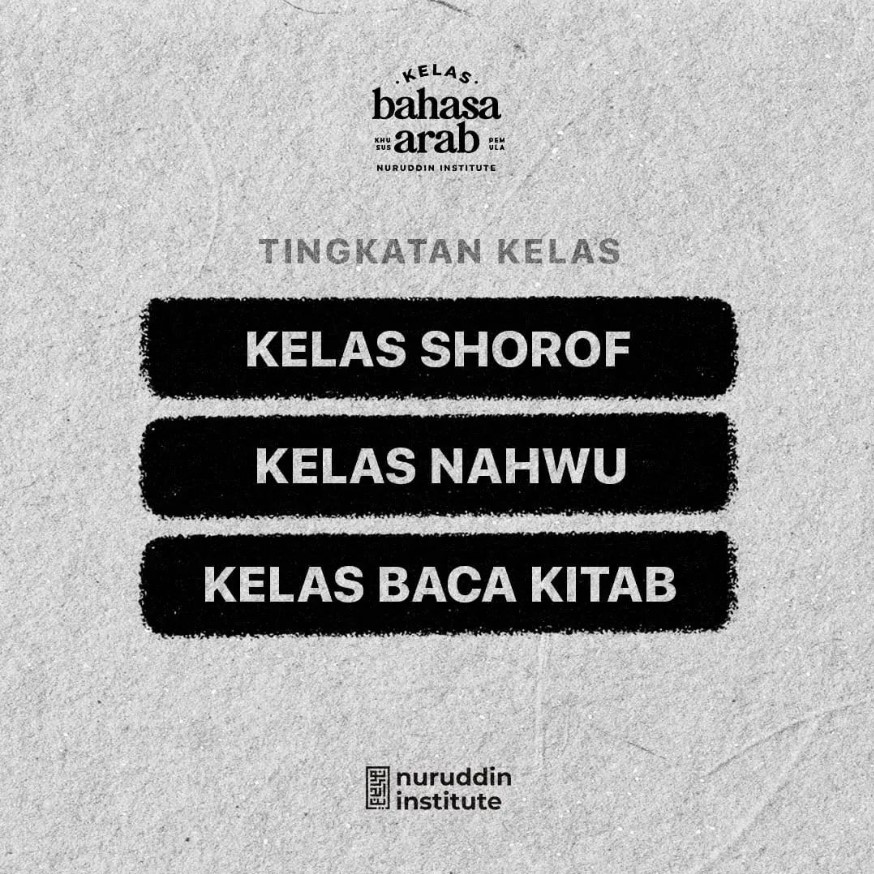 KELAS
bahasa
KHU
SUS
arab
PEM
ULA
NURUDDIN INSTITUTE
TINGKATAN KELAS
KELAS SHOROF
KELAS NAHWU
KELAS BACA KITAB
nuruddin
institute